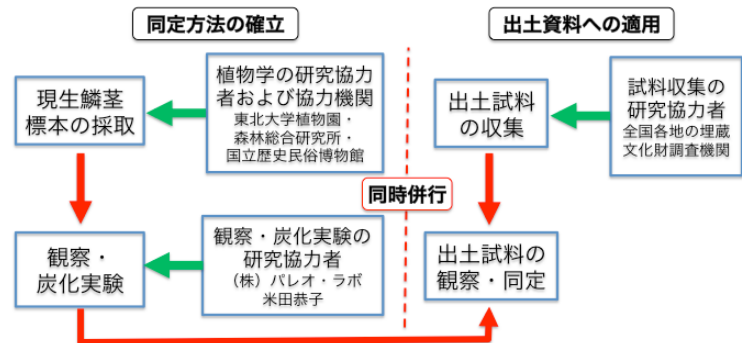 同定方法の確立
出土資料への適用
現生鱗茎
標本の採取
植物学の研究協力
者および協力機関
東北大学植物園・
森林総合研究所・
国立歴史民俗博物館
出土試料
の収集
試料収集の
研究協力者
全国各地の埋蔵
文化財調査機関
同時併行
観察・
炭化実験
観察・炭化実験の
研究協力者
（株）パレオ・ラボ
米田恭子
出土試料の
観察・同定